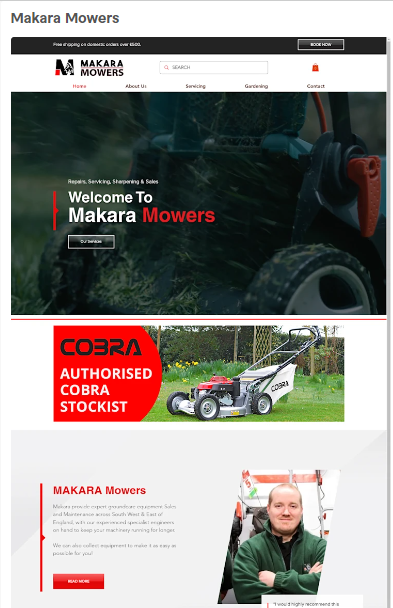 Makara Mowers
Free shipping on domestic orders over £500.
BOOK NOW
MAKARA
MOWERS
SEARCH
Home
About Us
Servicing
Gardening
Contact
Repairs, Servicing, Sharpening & Sales
Welcome To
Makara Mowers
Our Services
COBRA
AUTHORISED
COBRA
STOCKIST
COBRA
MAKARA Mowers
Makara provide expert groundcare equipment Sales
and Maintenance across South West & East of
England, with our experienced specialist engineers
on hand to keep your machinery running for longer.
We can also collect equipment to make it as easy as
possible for you!
READ MORE
"I would highly recommend this